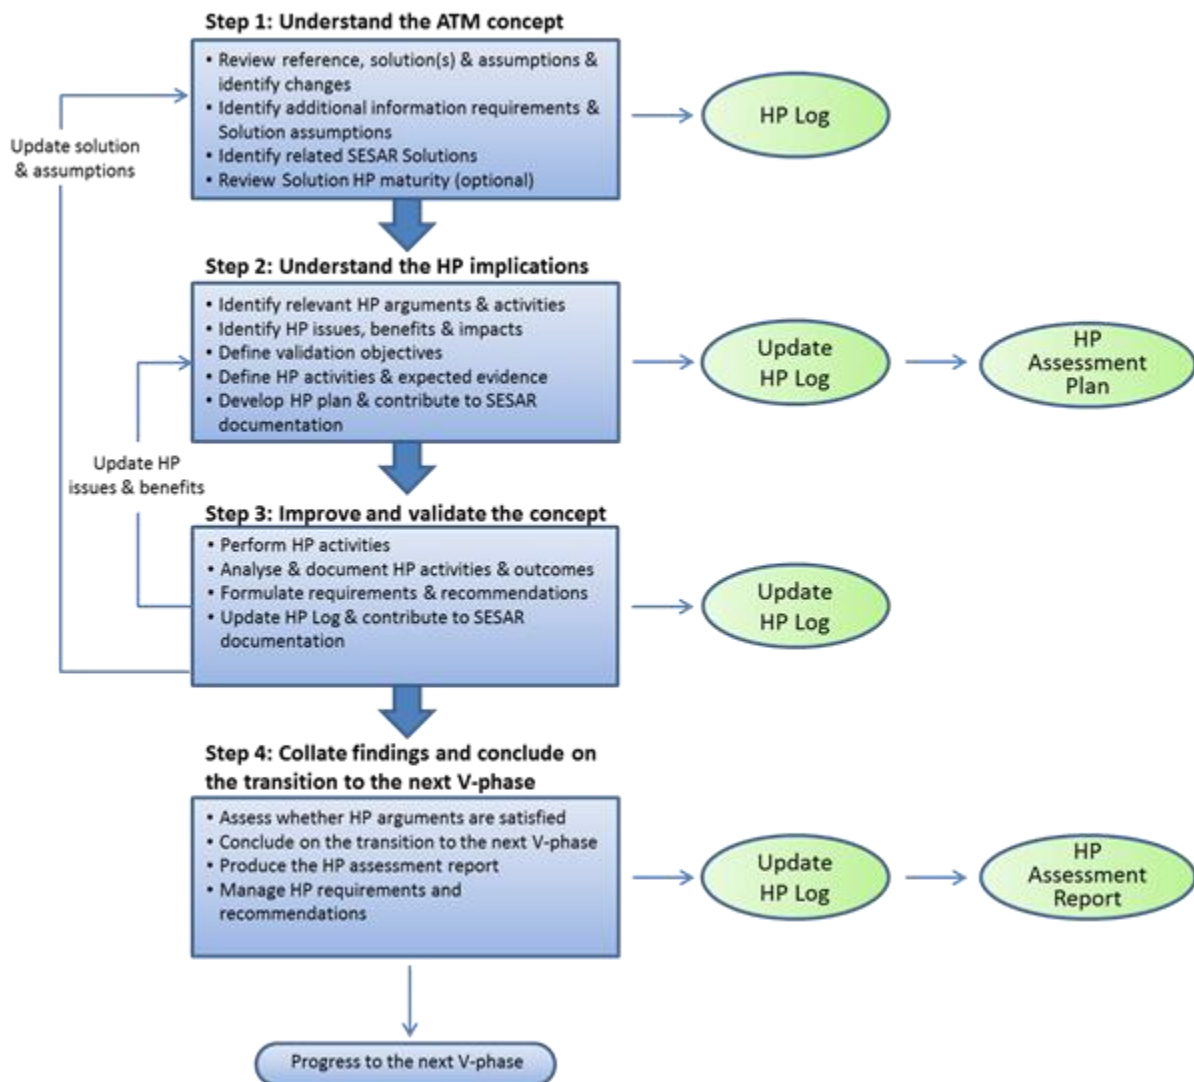 Step 1: Understand the ATM concept
• Review reference, solution(s) & assumptions &
identify changes
• Identify additional information requirements &
Solution assumptions
• Identify related SESAR Solutions
• Review Solution HP maturity (optional)
HP Log
Update solution
& assumptions
Step 2: Understand the HP implications
• Identify relevant HP arguments & activities
• Identify HP issues, benefits & impacts
• Define validation objectives
• Define HP activities & expected evidence
• Develop HP plan & contribute to SESAR
documentation
Update
HP Log
HP
Assessment
Plan
Update HP
issues & benefits
Step 3: Improve and validate the concept
• Perform HP activities
• Analyse & document HP activities & outcomes
• Formulate requirements & recommendations
• Update HP Log & contribute to SESAR
documentation
Update
HP Log
Step 4: Collate findings and conclude on
the transition to the next V-phase
• Assess whether HP arguments are satisfied
• Conclude on the transition to the next V-phase
• Produce the HP assessment report
• Manage HP requirements and
recommendations
Update
HP Log
HP
Assessment
Report
Progress to the next V-phase